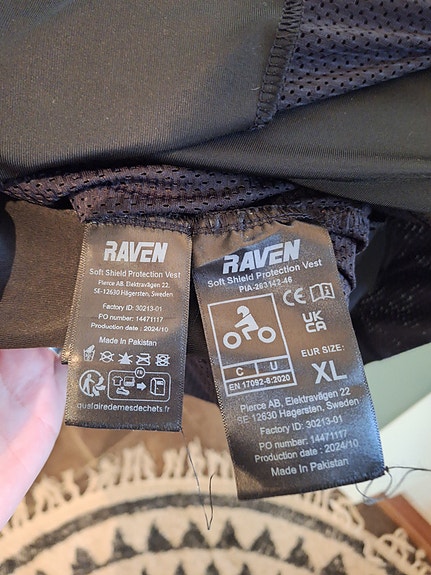 RAVEN
Soft Shield Protection Vest
Pierce AB. Elektravägen 22
SE-12630 Hägersten, Sweden
Factory ID: 30213-01
PO number: 14471117
Production date : 2024/10
Made In Pakistan
FR
quefairedemesdechets.fr
RAVEN
Soft Shield Protection Vest
PIA-263142-46
CE
UK
CA
C U
EN 17092-6:2020
EUR SIZE:
XL
Pierce AB. Elektravägen 22
SE-12630 Hagersten, Sweden
Factory ID: 30213-01
PO number: 14471117
Production date : 2024/10
Made In Pakistan